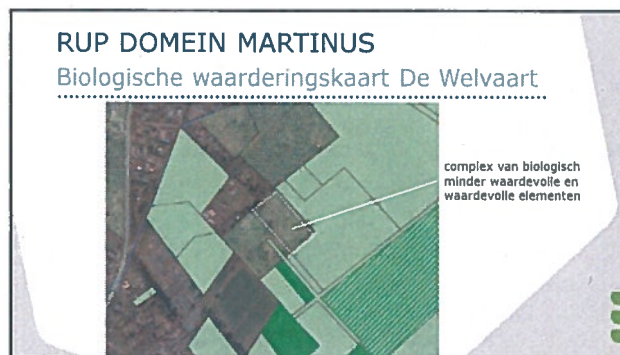 RUP DOMEIN MARTINUS
Biologische waarderingskaart De Welvaart
complex van biologisch
minder waardevolle en
waardevolle elementen